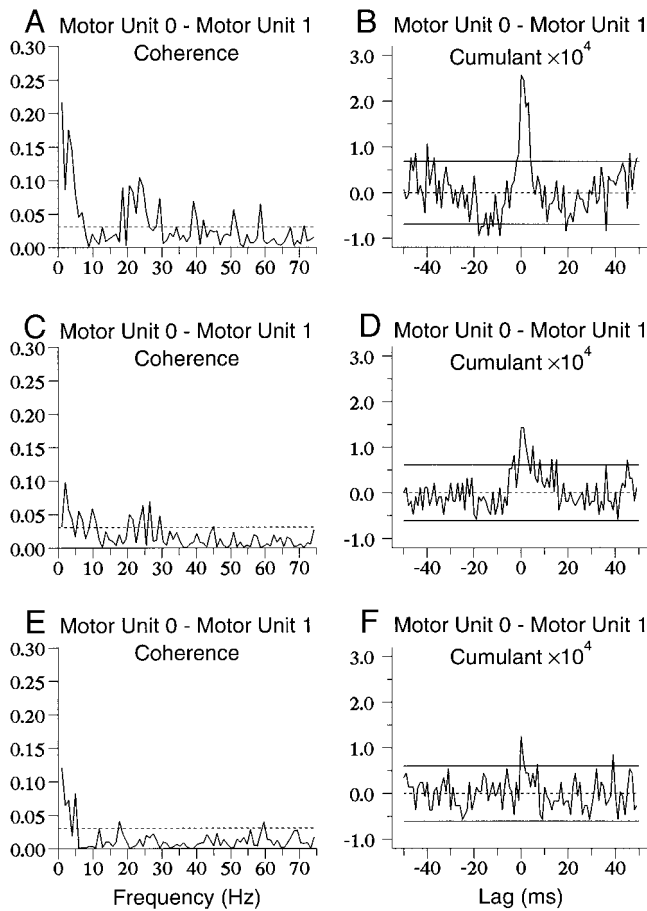 A Motor Unit 0 - Motor Unit 1
Coherence
0.30
0.25
0.20
0.15
0.10
0.05
0.00
0 10 20 30 40 50 60 70
B Motor Unit 0 - Motor Unit 1
Cumulant ×10⁴
3.0
2.0
1.0
0.0
-1.0
-40 -20 0 20 40
C Motor Unit 0 - Motor Unit 1
Coherence
0.30
0.25
0.20
0.15
0.10
0.05
0.00
0 10 20 30 40 50 60 70
D Motor Unit 0 - Motor Unit 1
Cumulant ×10⁴
3.0
2.0
1.0
0.0
-1.0
-40 -20 0 20 40
E Motor Unit 0 - Motor Unit 1
Coherence
0.30
0.25
0.20
0.15
0.10
0.05
0.00
0 10 20 30 40 50 60 70
Frequency (Hz)
F Motor Unit 0 - Motor Unit 1
Cumulant ×10⁴
3.0
2.0
1.0
0.0
-1.0
-40 -20 0 20 40
Lag (ms)